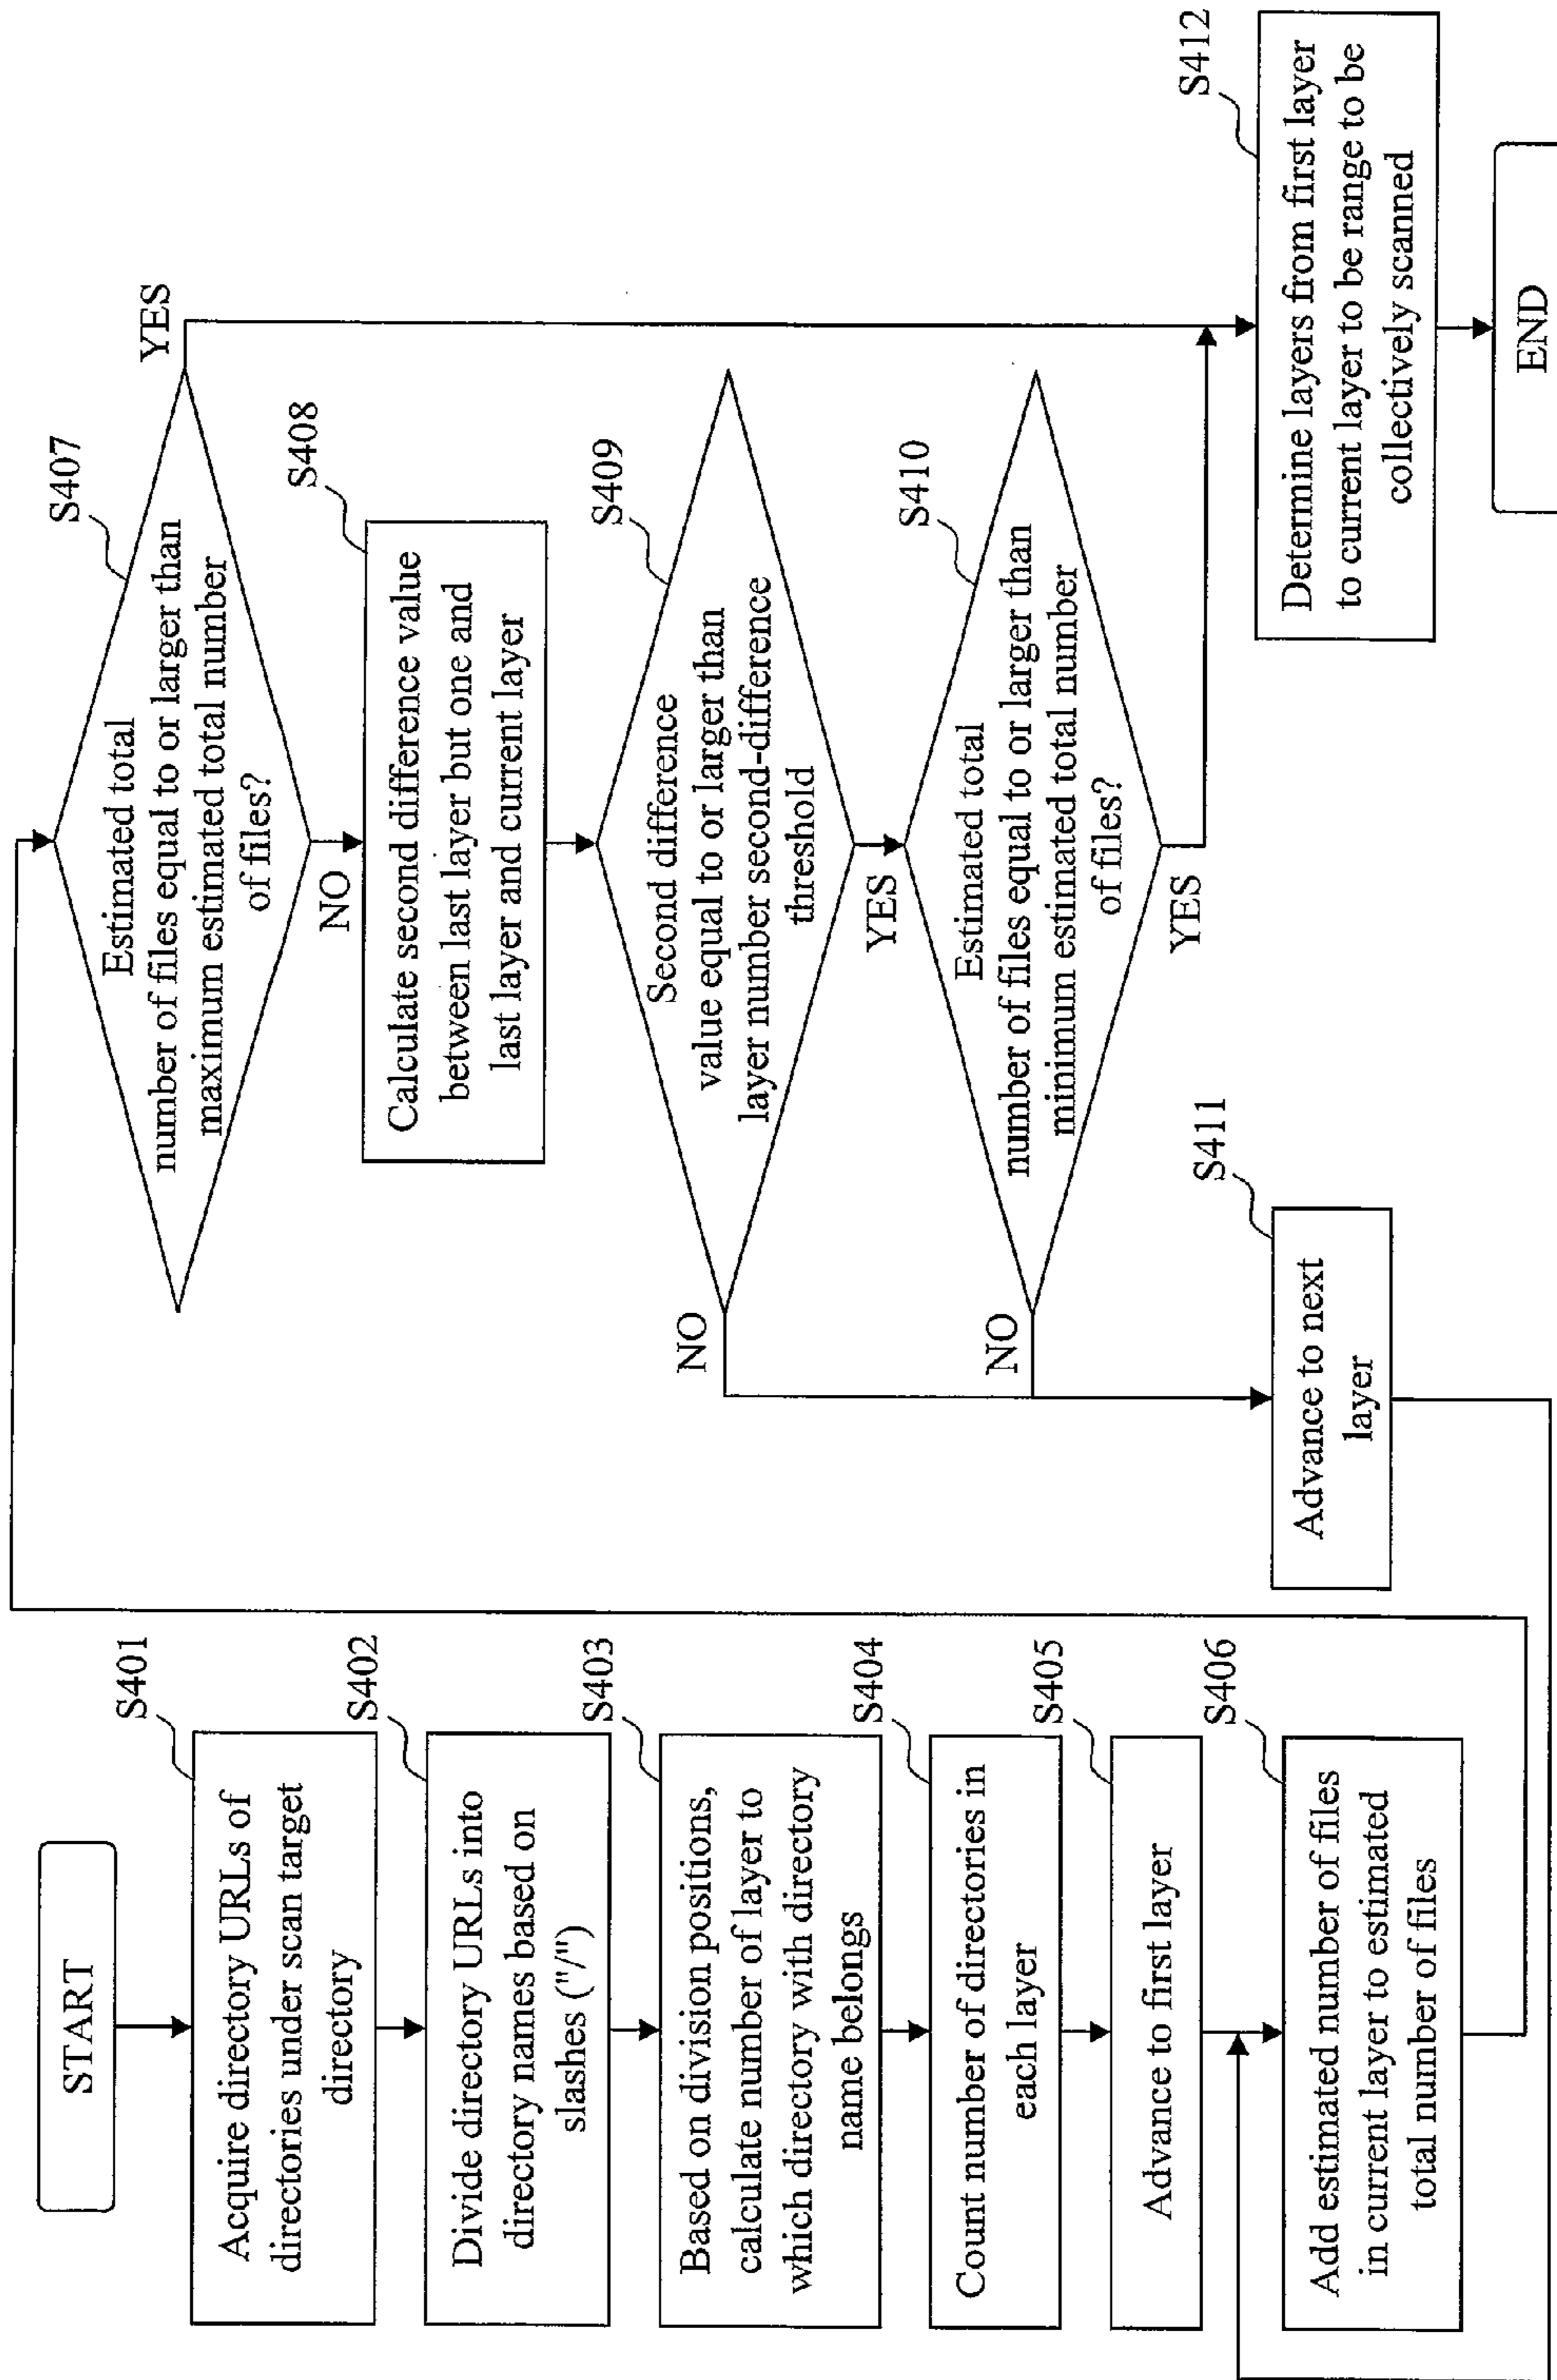 START
S401
Acquire directory URLs of
directories under scan target
directory
S402
Divide directory URLs into
directory names based on
slashes ("/")
S403
Based on division positions,
calculate number of layer to
which directory with directory
name belongs
S404
Count number of directories in
each layer
S405
Advance to first layer
S406
Add estimated number of files
in current layer to estimated
total number of files
S407
Estimated total
number of files equal to or larger than
maximum estimated total number
of files?
YES
NO
S408
Calculate second difference value
between last layer but one and
last layer and current layer
S409
Second difference
value equal to or larger than
layer number second-difference
threshold
NO
YES
S410
Estimated total
number of files equal to or larger than
minimum estimated total number
of files?
NO
YES
S411
Advance to next
layer
S412
Determine layers from first layer
to current layer to be range to be
collectively scanned
END